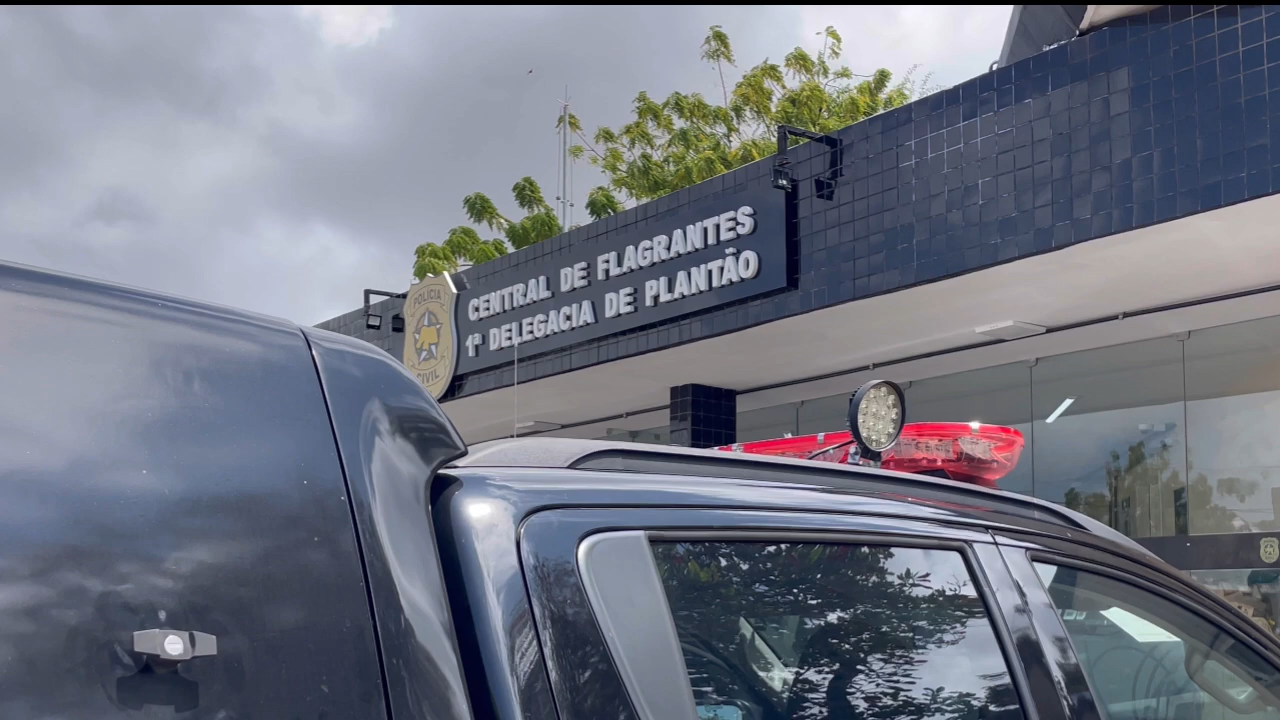 CENTRAL DE FLAGRANTES
1ª DELEGACIA DE PLANTÃO
POLÍCIA
CIVIL